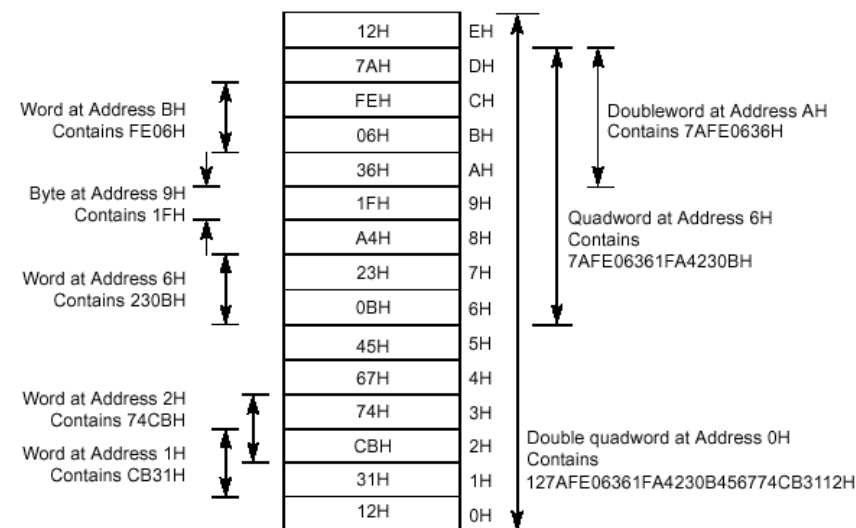 12H EH
7AH DH
FEH CH
06H BH
36H AH
1FH 9H
A4H 8H
23H 7H
0BH 6H
45H 5H
67H 4H
74H 3H
CBH 2H
31H 1H
12H 0H
Word at Address BH
Contains FE06H
Byte at Address 9H
Contains 1FH
Word at Address 6H
Contains 230BH
Word at Address 2H
Contains 74CBH
Word at Address 1H
Contains CB31H
Doubleword at Address AH
Contains 7AFE0636H
Quadword at Address 6H
Contains
7AFE06361FA4230BH
Double quadword at Address 0H
Contains
127AFE06361FA4230B456774CB3112H